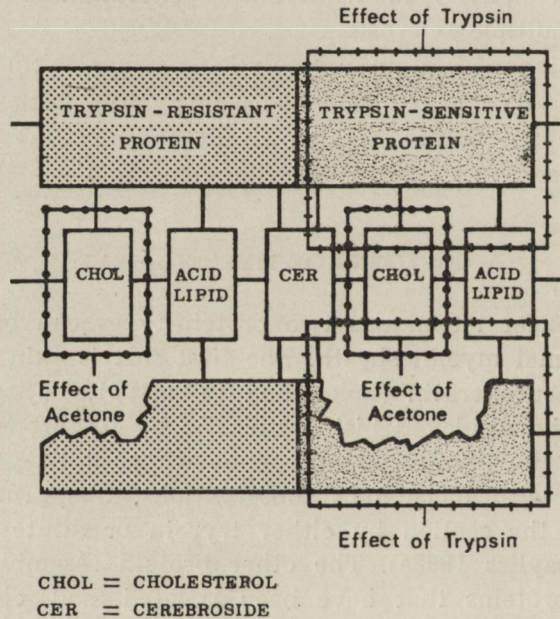 Effect of Trypsin
TRYPSIN-RESISTANT
PROTEIN
TRYPSIN-SENSITIVE
PROTEIN
CHOL
ACID
LIPID
CER
CHOL
ACID
LIPID
Effect of
Acetone
Effect of
Acetone
Effect of Trypsin
CHOL = CHOLESTEROL
CER = CEREBROSIDE